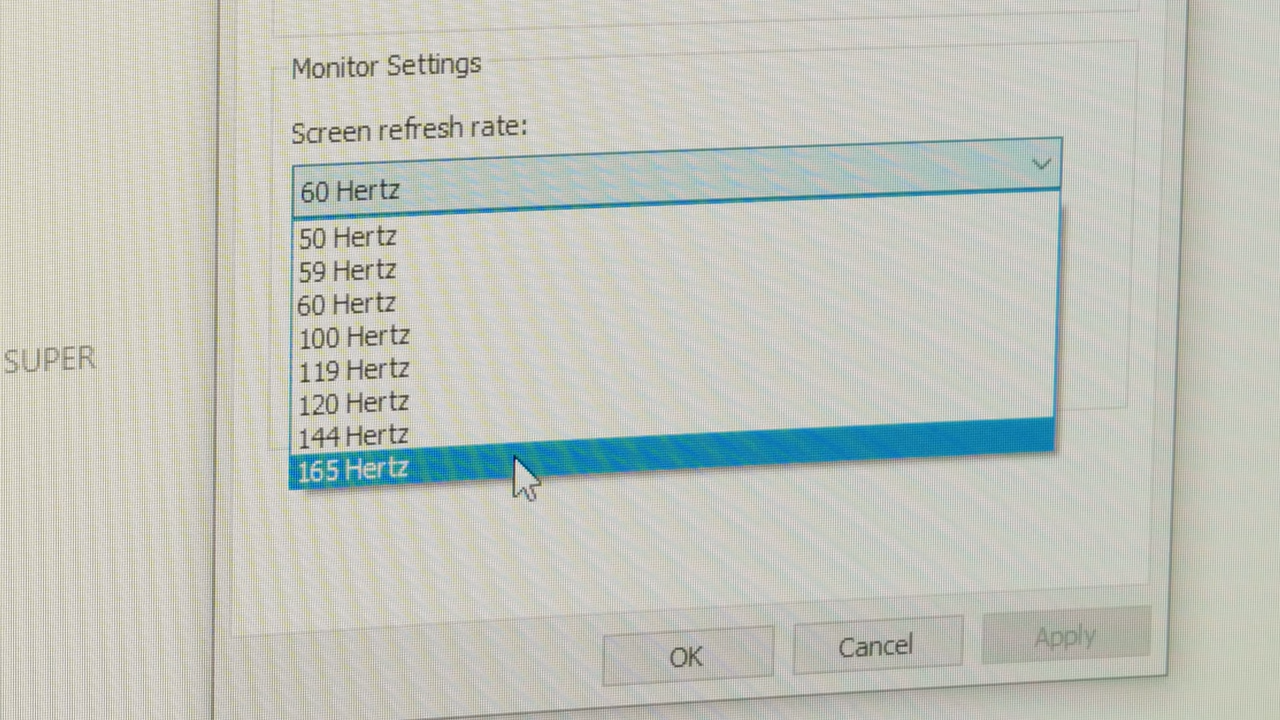 Monitor Settings
Screen refresh rate:
60 Hertz
50 Hertz
59 Hertz
60 Hertz
100 Hertz
119 Hertz
120 Hertz
144 Hertz
165 Hertz
SUPER
OK
Cancel
Apply